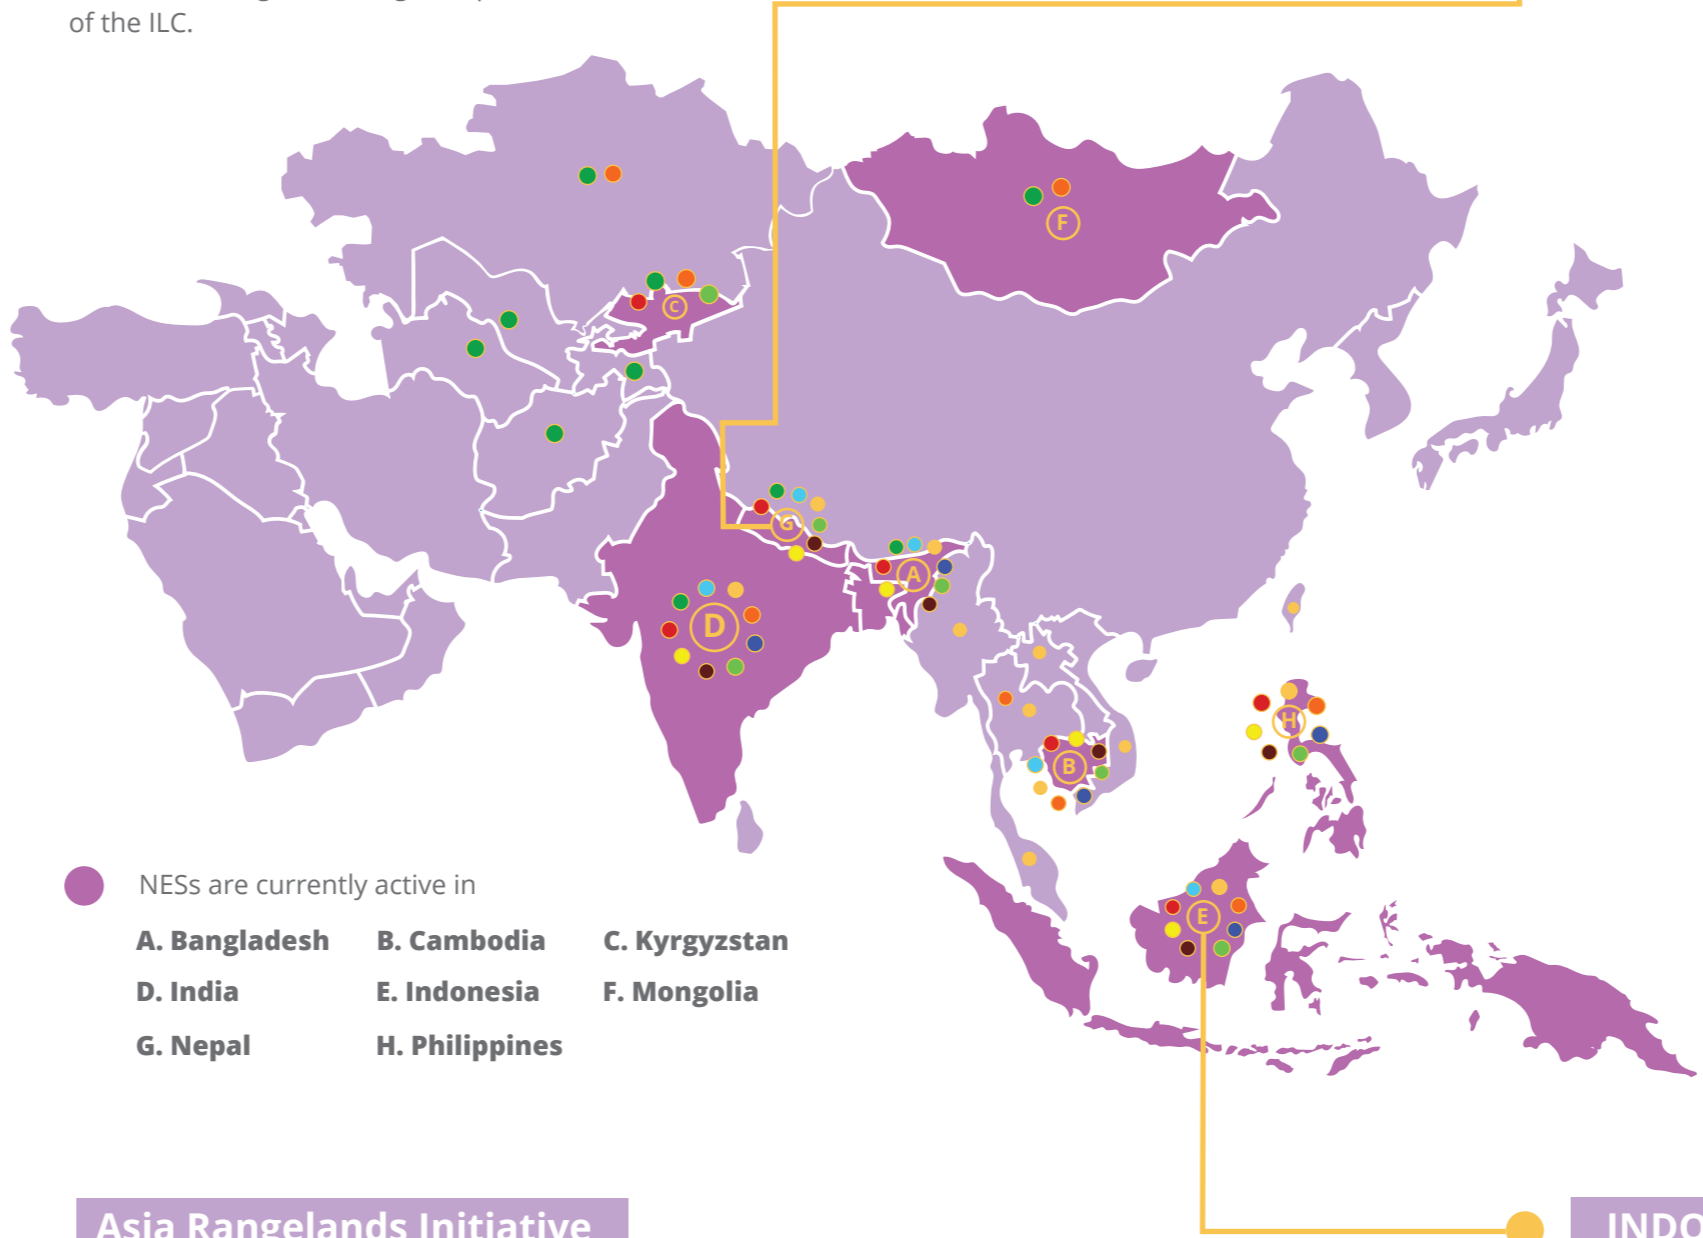 of the ILC.
F
C
G
A
D
H
B
E
NESs are currently active in
A. Bangladesh B. Cambodia C. Kyrgyzstan
D. India E. Indonesia F. Mongolia
G. Nepal H. Philippines
Asia Rangelands Initiative
INDO